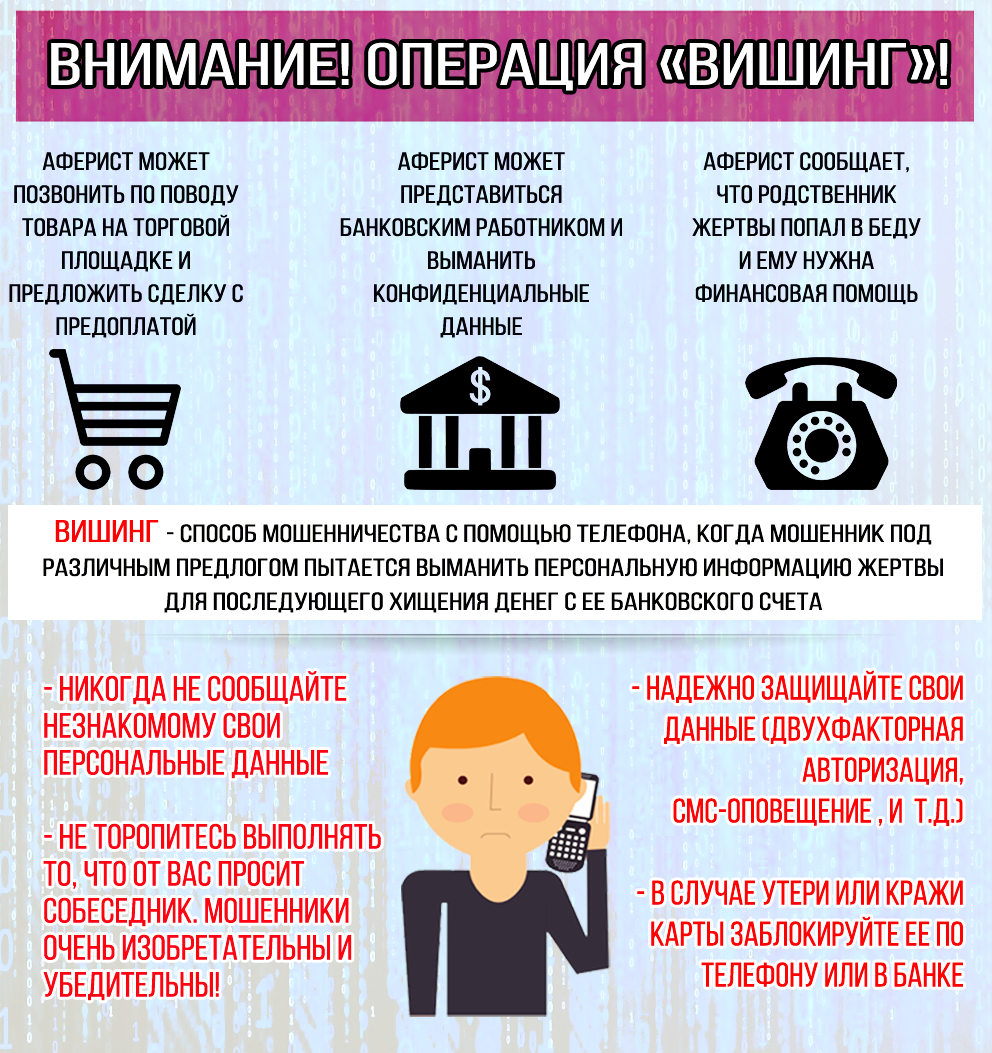 ВНИМАНИЕ! ОПЕРАЦИЯ «ВИШИНГ»!
АФЕРИСТ МОЖЕТ
ПОЗВОНИТЬ ПО ПОВОДУ
ТОВАРА НА ТОРГОВОЙ
ПЛОЩАДКЕ И
ПРЕДЛОЖИТЬ СДЕЛКУ С
ПРЕДОПЛАТОЙ
АФЕРИСТ МОЖЕТ
ПРЕДСТАВИТЬСЯ
БАНКОВСКИМ РАБОТНИКОМ И
ВЫМАНИТЬ
КОНФИДЕНЦИАЛЬНЫЕ
ДАННЫЕ
АФЕРИСТ СООБЩАЕТ,
ЧТО РОДСТВЕННИК
ЖЕРТВЫ ПОПАЛ В БЕДУ
И ЕМУ НУЖНА
ФИНАНСОВАЯ ПОМОЩЬ
$
ВИШИНГ - СПОСОБ МОШЕННИЧЕСТВА С ПОМОЩЬЮ ТЕЛЕФОНА, КОГДА МОШЕННИК ПОД
РАЗЛИЧНЫМ ПРЕДЛОГОМ ПЫТАЕТСЯ ВЫМАНИТЬ ПЕРСОНАЛЬНУЮ ИНФОРМАЦИЮ ЖЕРТВЫ
ДЛЯ ПОСЛЕДУЮЩЕГО ХИЩЕНИЯ ДЕНЕГ С ЕЕ БАНКОВСКОГО СЧЕТА
- НИКОГДА НЕ СООБЩАЙТЕ
НЕЗНАКОМОМУ СВОИ
ПЕРСОНАЛЬНЫЕ ДАННЫЕ
- НЕ ТОРОПИТЕСЬ ВЫПОЛНЯТЬ
ТО, ЧТО ОТ ВАС ПРОСИТ
СОБЕСЕДНИК. МОШЕННИКИ
ОЧЕНЬ ИЗОБРЕТАТЕЛЬНЫ И
УБЕДИТЕЛЬНЫ!
- НАДЕЖНО ЗАЩИЩАЙТЕ СВОИ
ДАННЫЕ (ДВУХФАКТОРНАЯ
АВТОРИЗАЦИЯ,
СМС-ОПОВЕЩЕНИЕ , И Т.Д.)
- В СЛУЧАЕ УТЕРИ ИЛИ КРАЖИ
КАРТЫ ЗАБЛОКИРУЙТЕ ЕЕ ПО
ТЕЛЕФОНУ ИЛИ В БАНКЕ